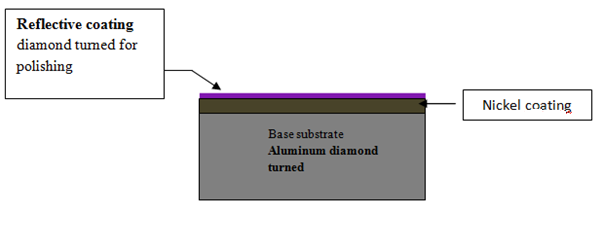 Reflective coating
diamond turned for
polishing
Nickel coating
Base substrate
Aluminum diamond
turned